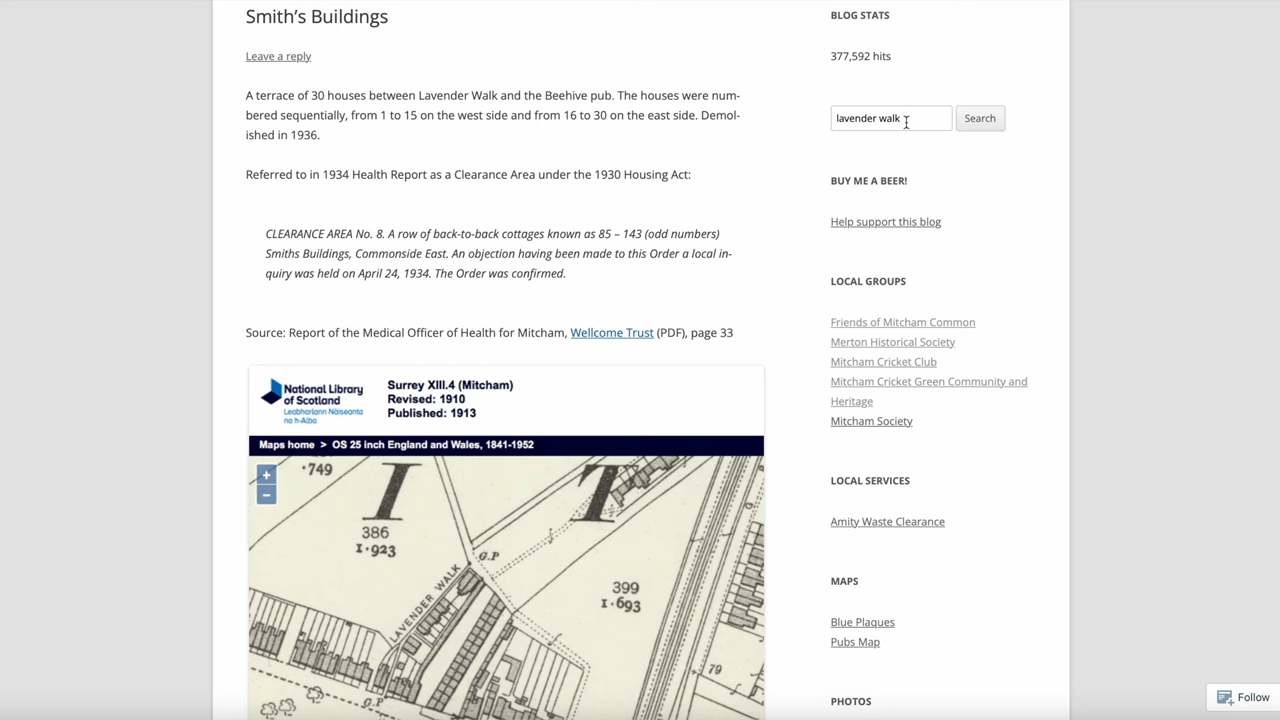 Smith's Buildings
Leave a reply
A terrace of 30 houses between Lavender Walk and the Beehive pub. The houses were num-
bered sequentially, from 1 to 15 on the west side and from 16 to 30 on the east side. Demol-
ished in 1936.
Referred to in 1934 Health Report as a Clearance Area under the 1930 Housing Act:
CLEARANCE AREA No. 8. A row of back-to-back cottages known as 85 – 143 (odd numbers)
Smiths Buildings, Commonside East. An objection having been made to this Order a local in-
quiry was held on April 24, 1934. The Order was confirmed.
Source: Report of the Medical Officer of Health for Mitcham, Wellcome Trust (PDF), page 33
National Library
of Scotland
Leabharlann Nàiseanta
na h-Alba
Surrey XIII.4 (Mitcham)
Revised: 1910
Published: 1913
Maps home > OS 25 inch England and Wales, 1841-1952
+
−
·749
I
T
386
1·923
G.P
399
1·693
LAVENDER WALK
79
G.P
BLOG STATS
377,592 hits
lavender walk
Search
BUY ME A BEER!
Help support this blog
LOCAL GROUPS
Friends of Mitcham Common
Merton Historical Society
Mitcham Cricket Club
Mitcham Cricket Green Community and
Heritage
Mitcham Society
LOCAL SERVICES
Amity Waste Clearance
MAPS
Blue Plaques
Pubs Map
PHOTOS
Follow